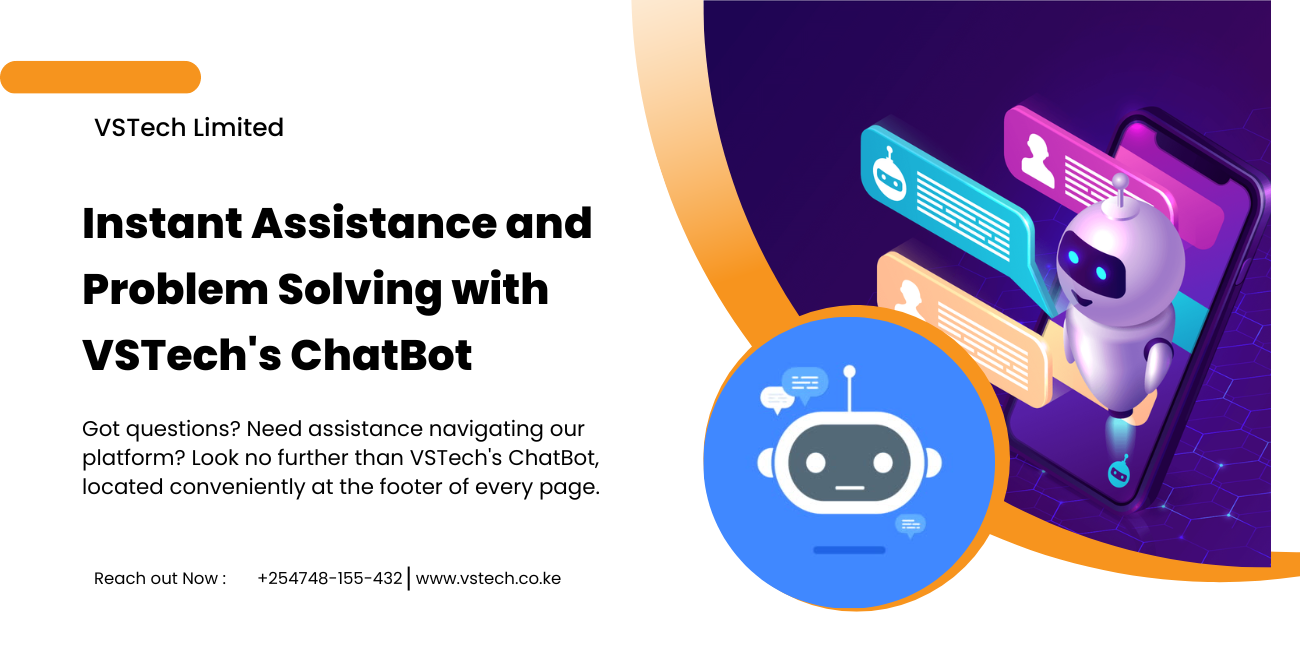 VSTech Limited
Instant Assistance and
Problem Solving with
VSTech's ChatBot
Got questions? Need assistance navigating our
platform? Look no further than VSTech's ChatBot,
located conveniently at the footer of every page.
Reach out Now : +254748-155-432 | www.vstech.co.ke